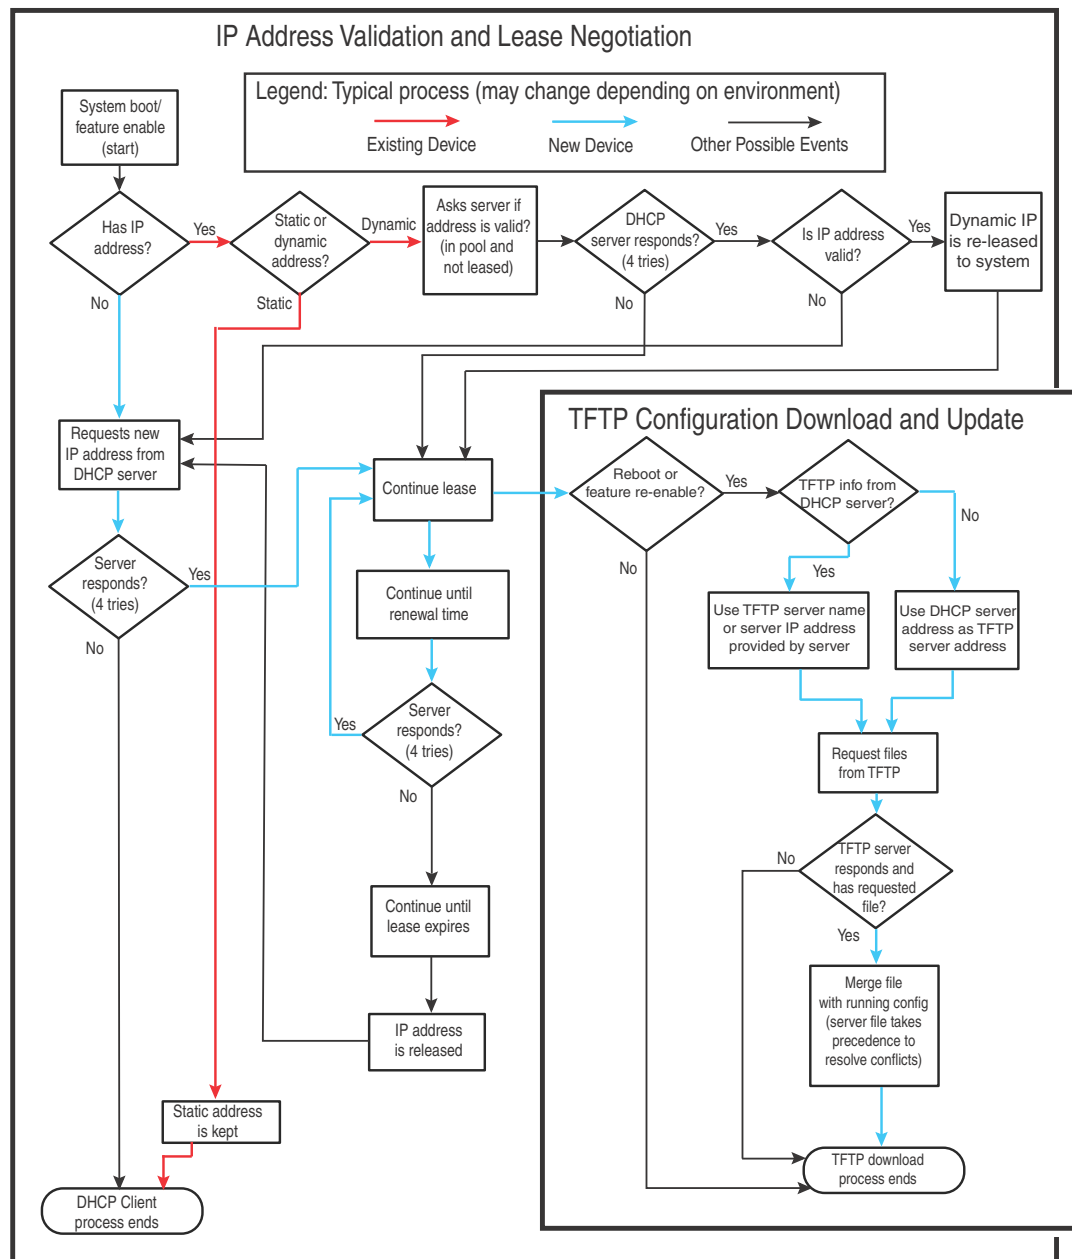 IP Address Validation and Lease Negotiation
Legend: Typical process (may change depending on environment)
Existing Device
New Device
Other Possible Events
System boot/
feature enable
(start)
Has IP
address?
Yes
No
Static or
dynamic
address?
Dynamic
Static
Asks server if
address is valid?
(in pool and
not leased)
DHCP
server responds?
(4 tries)
Yes
No
Is IP address
valid?
Yes
No
Dynamic IP
is re-leased
to system
Requests new
IP address from
DHCP server
Server
responds?
(4 tries)
Yes
No
Continue lease
Continue until
renewal time
Server
responds?
(4 tries)
Yes
No
Continue until
lease expires
IP address
is released
Static address
is kept
DHCP Client
process ends
TFTP Configuration Download and Update
Reboot or
feature re-enable?
Yes
No
TFTP info from
DHCP server?
No
Yes
Use TFTP server name
or server IP address
provided by server
Use DHCP server
address as TFTP
server address
Request files
from TFTP
TFTP server
responds and
has requested
file?
No
Yes
Merge file
with running config
(server file takes
precedence to
resolve conflicts)
TFTP download
process ends